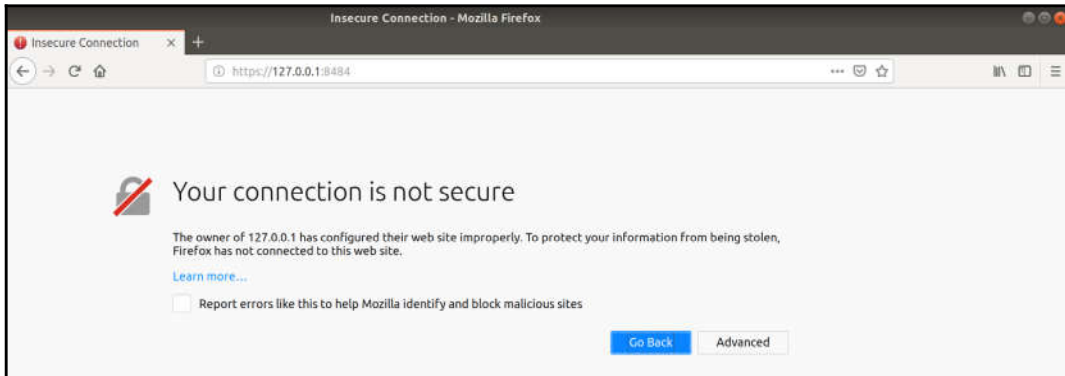 Insecure Connection - Mozilla Firefox
Insecure Connection
https://127.0.0.1:8484
Your connection is not secure
The owner of 127.0.0.1 has configured their web site improperly. To protect your information from being stolen,
Firefox has not connected to this web site.
Learn more...
Report errors like this to help Mozilla identify and block malicious sites
Go Back Advanced